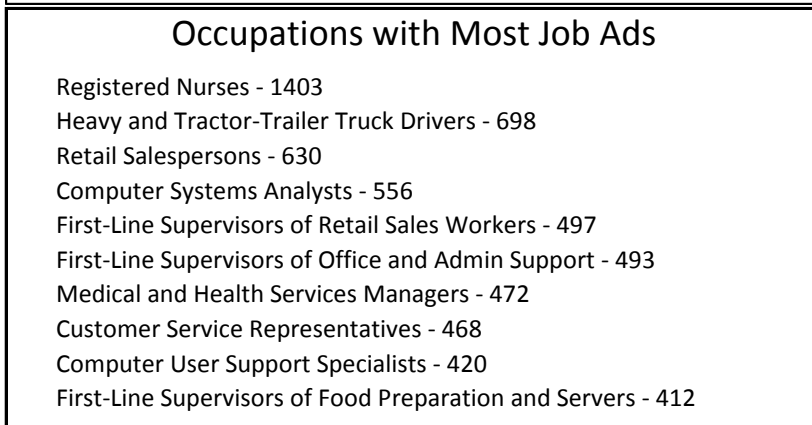 Occupations with Most Job Ads
Registered Nurses - 1403
Heavy and Tractor-Trailer Truck Drivers - 698
Retail Salespersons - 630
Computer Systems Analysts - 556
First-Line Supervisors of Retail Sales Workers - 497
First-Line Supervisors of Office and Admin Support - 493
Medical and Health Services Managers - 472
Customer Service Representatives - 468
Computer User Support Specialists - 420
First-Line Supervisors of Food Preparation and Servers - 412